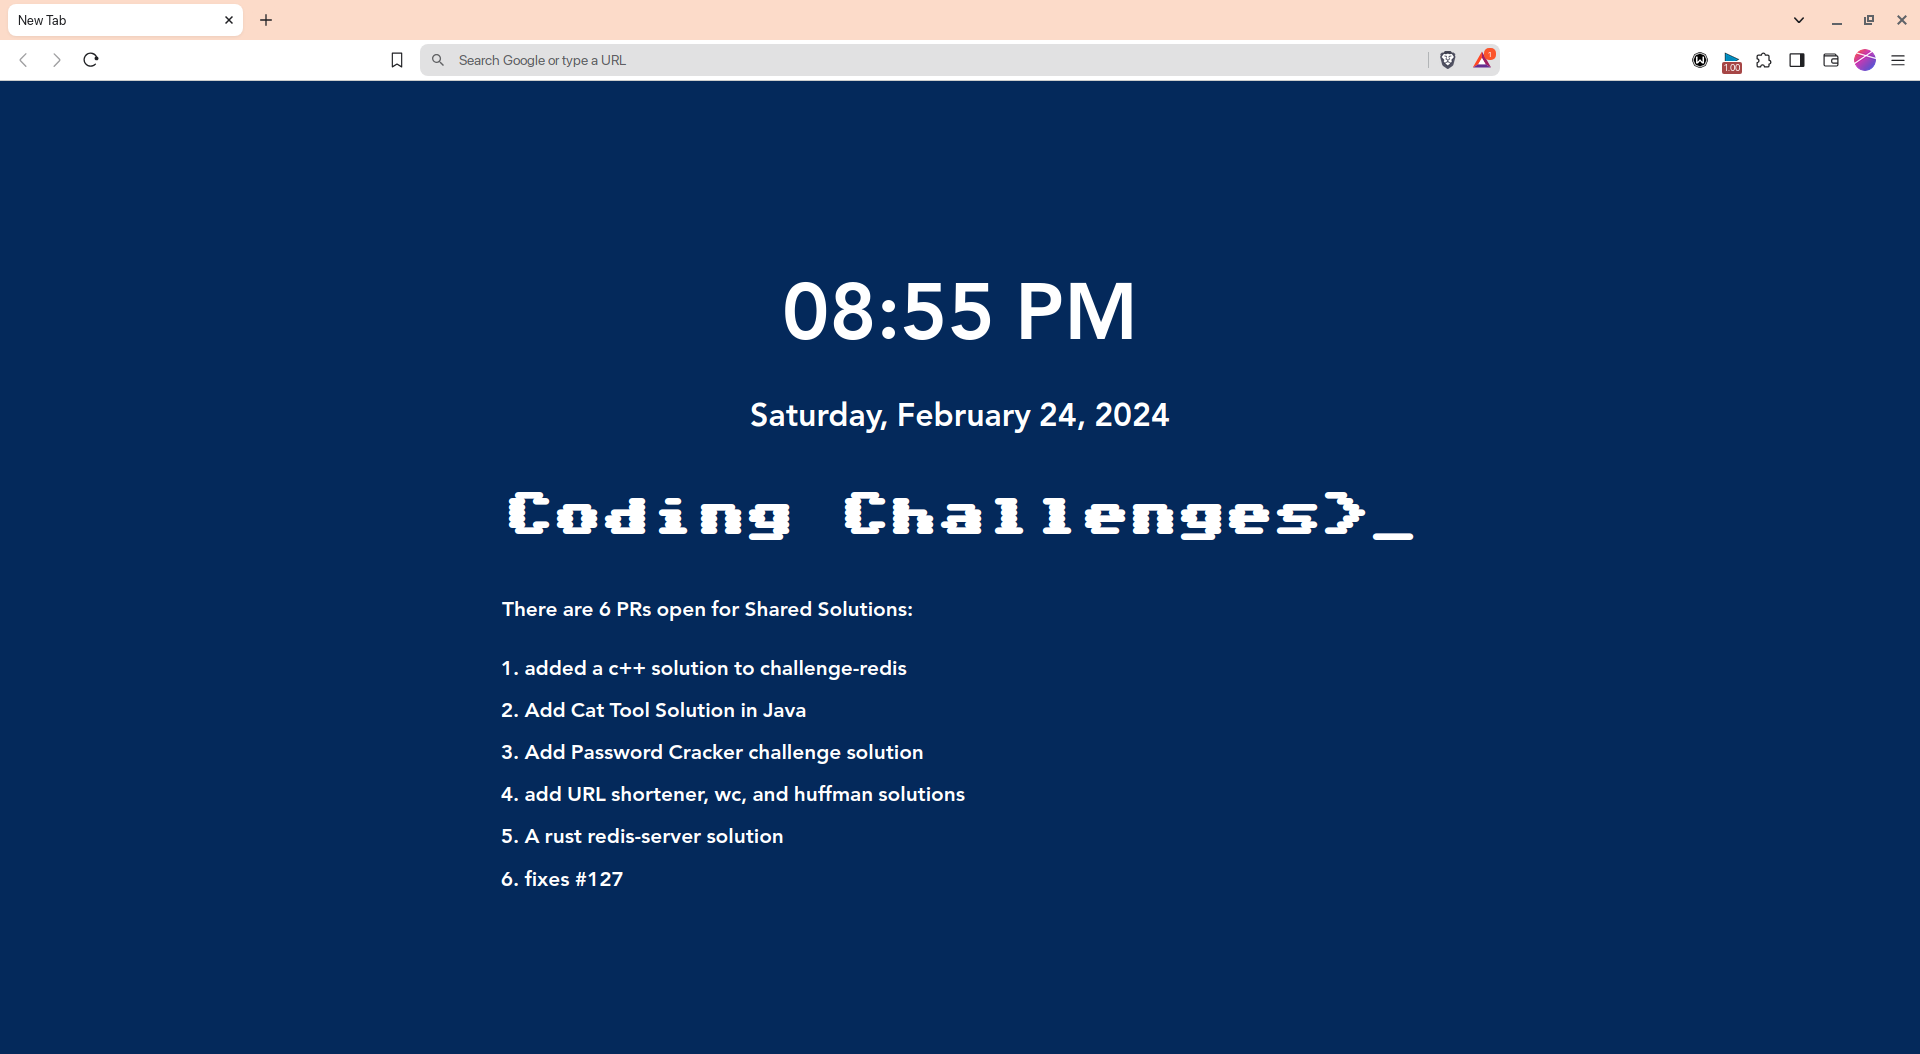 New Tab
Search Google or type a URL
1
1.00
08:55 PM
Saturday, February 24, 2024
Coding Challenges>_
There are 6 PRs open for Shared Solutions:
1. added a c++ solution to challenge-redis
2. Add Cat Tool Solution in Java
3. Add Password Cracker challenge solution
4. add URL shortener, wc, and huffman solutions
5. A rust redis-server solution
6. fixes #127